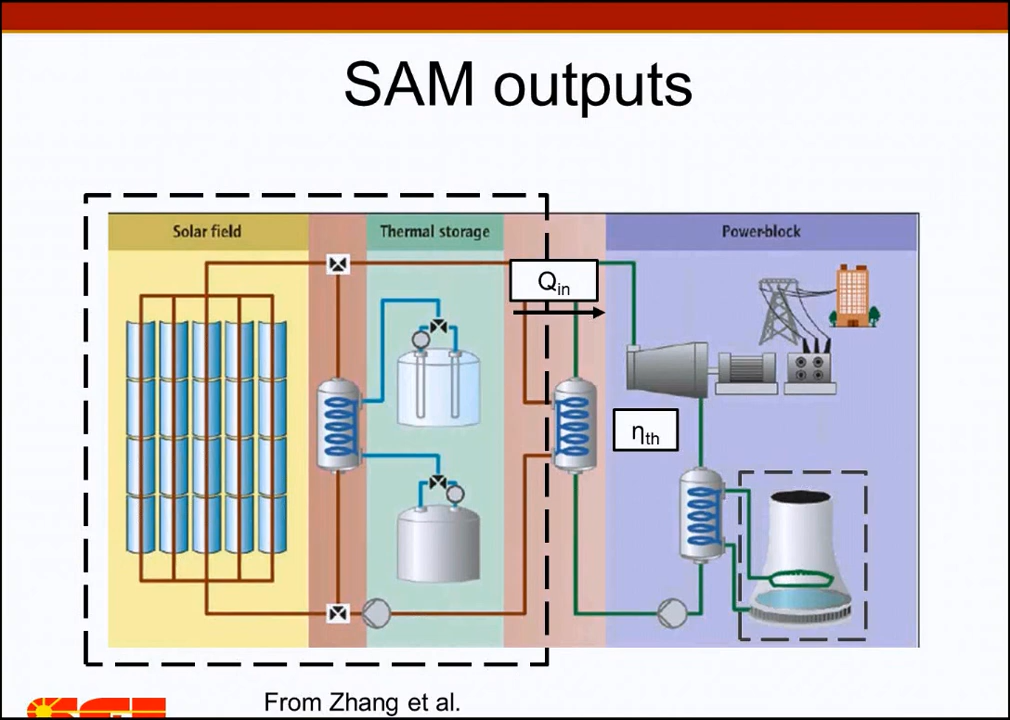 SAM outputs
Solar field
Thermal storage
Power-block
Qin
ηth
From Zhang et al.